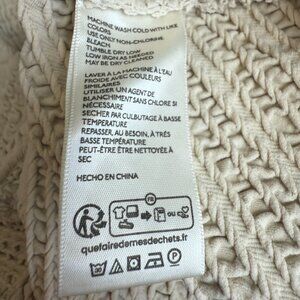 MACHINE WASH COLD WITH LIKE
COLORS
USE ONLY NON-CHLORINE
BLEACH
TUMBLE DRY LOW
LOW IRON AS NEEDED
MAY BE DRY CLEANED
LAVER À LA MACHINE À L'EAU
FROIDE AVEC COULEURS
SIMILAIRES
UTILISER UN AGENT DE
BLANCHIMENT SANS CHLORE SI
NÉCESSAIRE
SECHER PAR CULBUTAGE À BASSE
TEMPERATURE
REPASSER, AU BESOIN, À TRÈS
BASSE TEMPÉRATURE
PEUT-ÊTRE ÊTRE NETTOYÉE À
SEC
HECHO EN CHINA
FR
quefairedemesdechets.fr
P